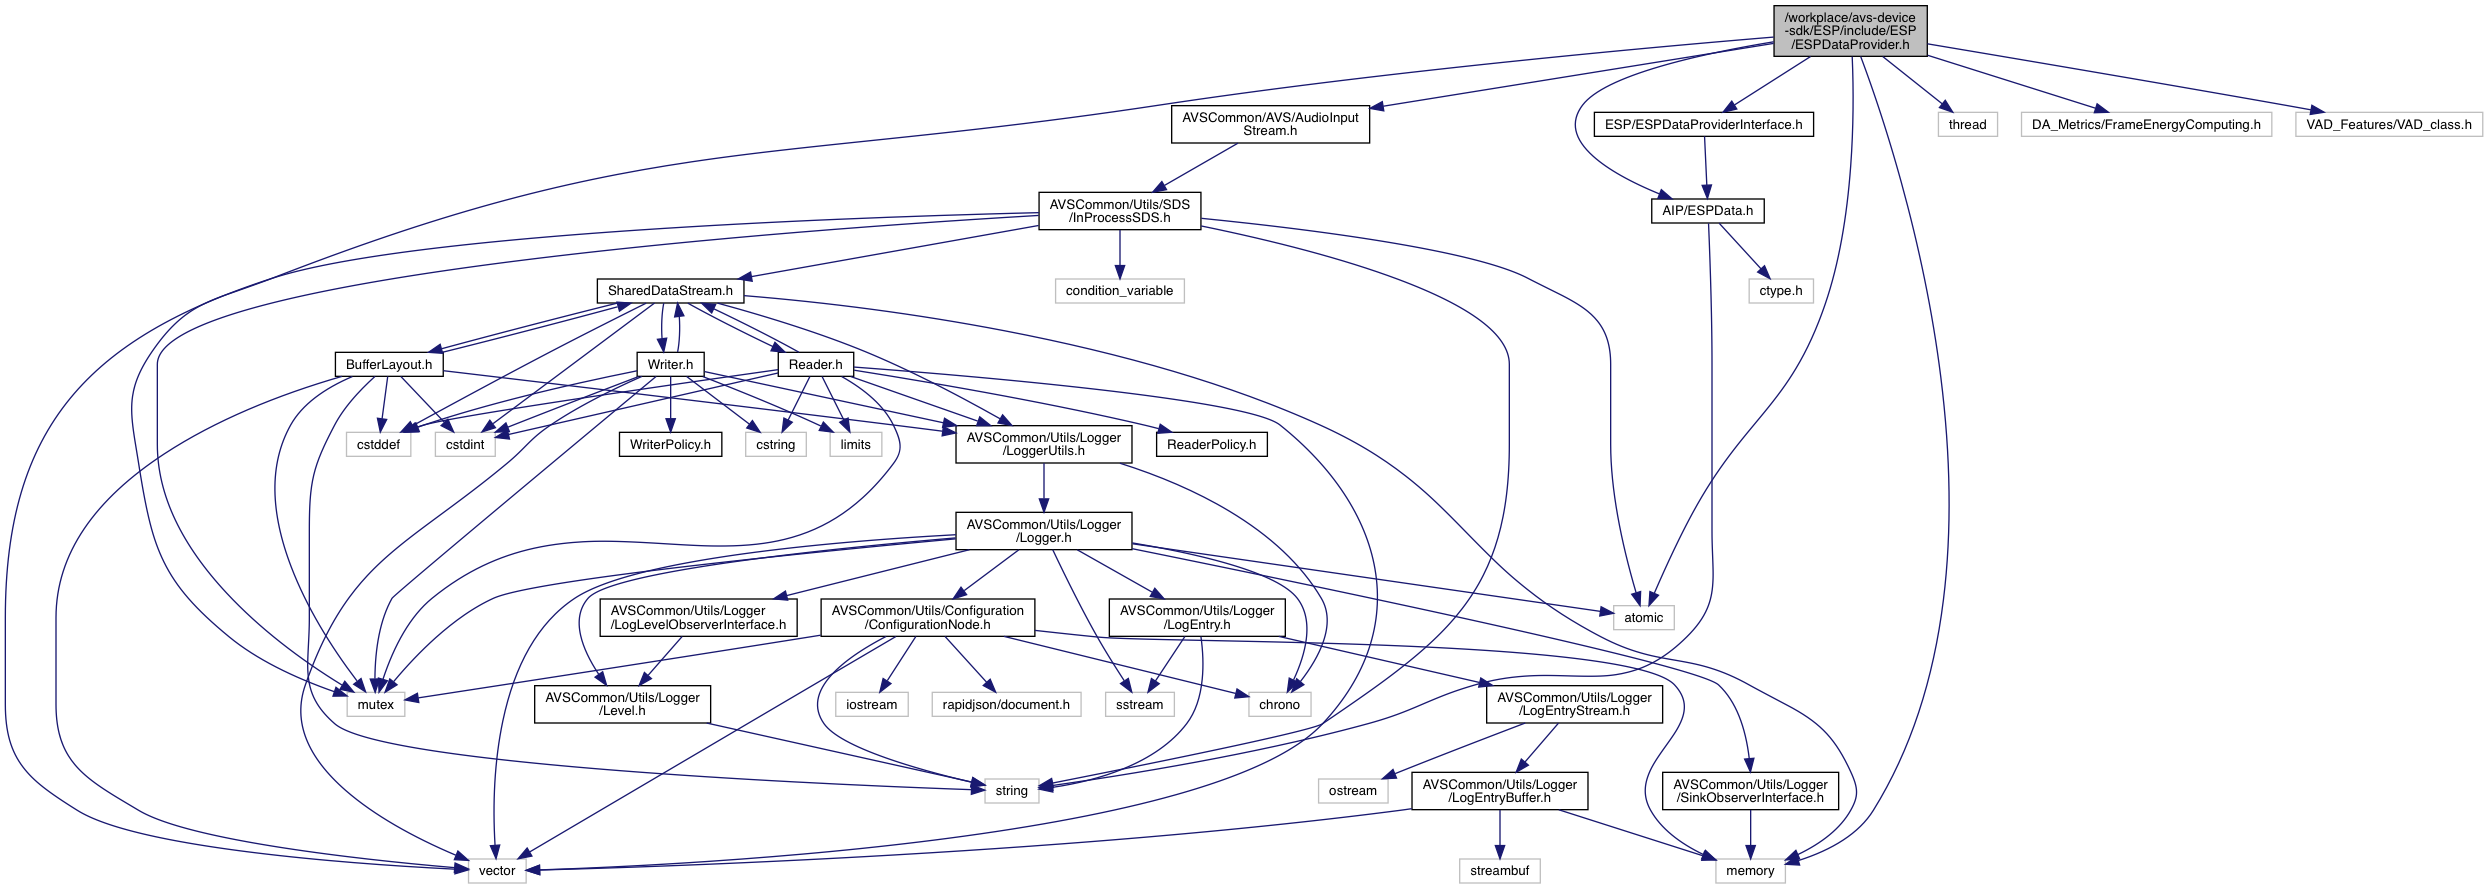 /workplace/avs-device
-sdk/ESP/include/ESP
/ESPDataProvider.h
AVSCommon/AVS/AudioInput
Stream.h
ESP/ESPDataProviderInterface.h
thread
DA_Metrics/FrameEnergyComputing.h
VAD_Features/VAD_class.h
AVSCommon/Utils/SDS
/InProcessSDS.h
AIP/ESPData.h
SharedDataStream.h
condition_variable
ctype.h
BufferLayout.h
Writer.h
Reader.h
cstddef
cstdint
WriterPolicy.h
cstring
limits
AVSCommon/Utils/Logger
/LoggerUtils.h
ReaderPolicy.h
AVSCommon/Utils/Logger
/Logger.h
AVSCommon/Utils/Logger
/LogLevelObserverInterface.h
AVSCommon/Utils/Configuration
/ConfigurationNode.h
AVSCommon/Utils/Logger
/LogEntry.h
atomic
mutex
AVSCommon/Utils/Logger
/Level.h
iostream
rapidjson/document.h
sstream
chrono
AVSCommon/Utils/Logger
/LogEntryStream.h
string
ostream
AVSCommon/Utils/Logger
/LogEntryBuffer.h
AVSCommon/Utils/Logger
/SinkObserverInterface.h
vector
streambuf
memory